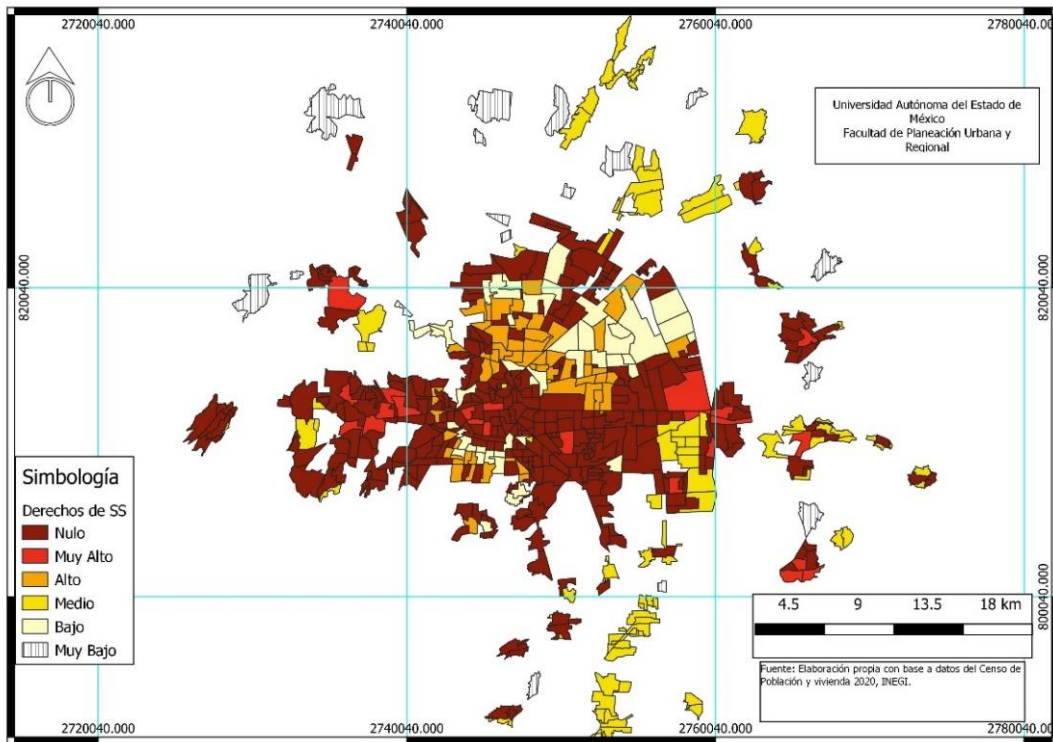 2720040.000
2740040.000
2760040.000
2780040.000
Universidad Autónoma del Estado de
México
Facultad de Planeación Urbana y
Regional
820040.000
820040.000
Simbología
Derechos de SS
Nulo
Muy Alto
Alto
Medio
Bajo
Muy Bajo
800040.000
4.5 9 13.5 18 km
Fuente: Elaboración propia con base a datos del Censo de
Población y vivienda 2020, INEGI.
2720040.000
2740040.000
2760040.000
2780040.000